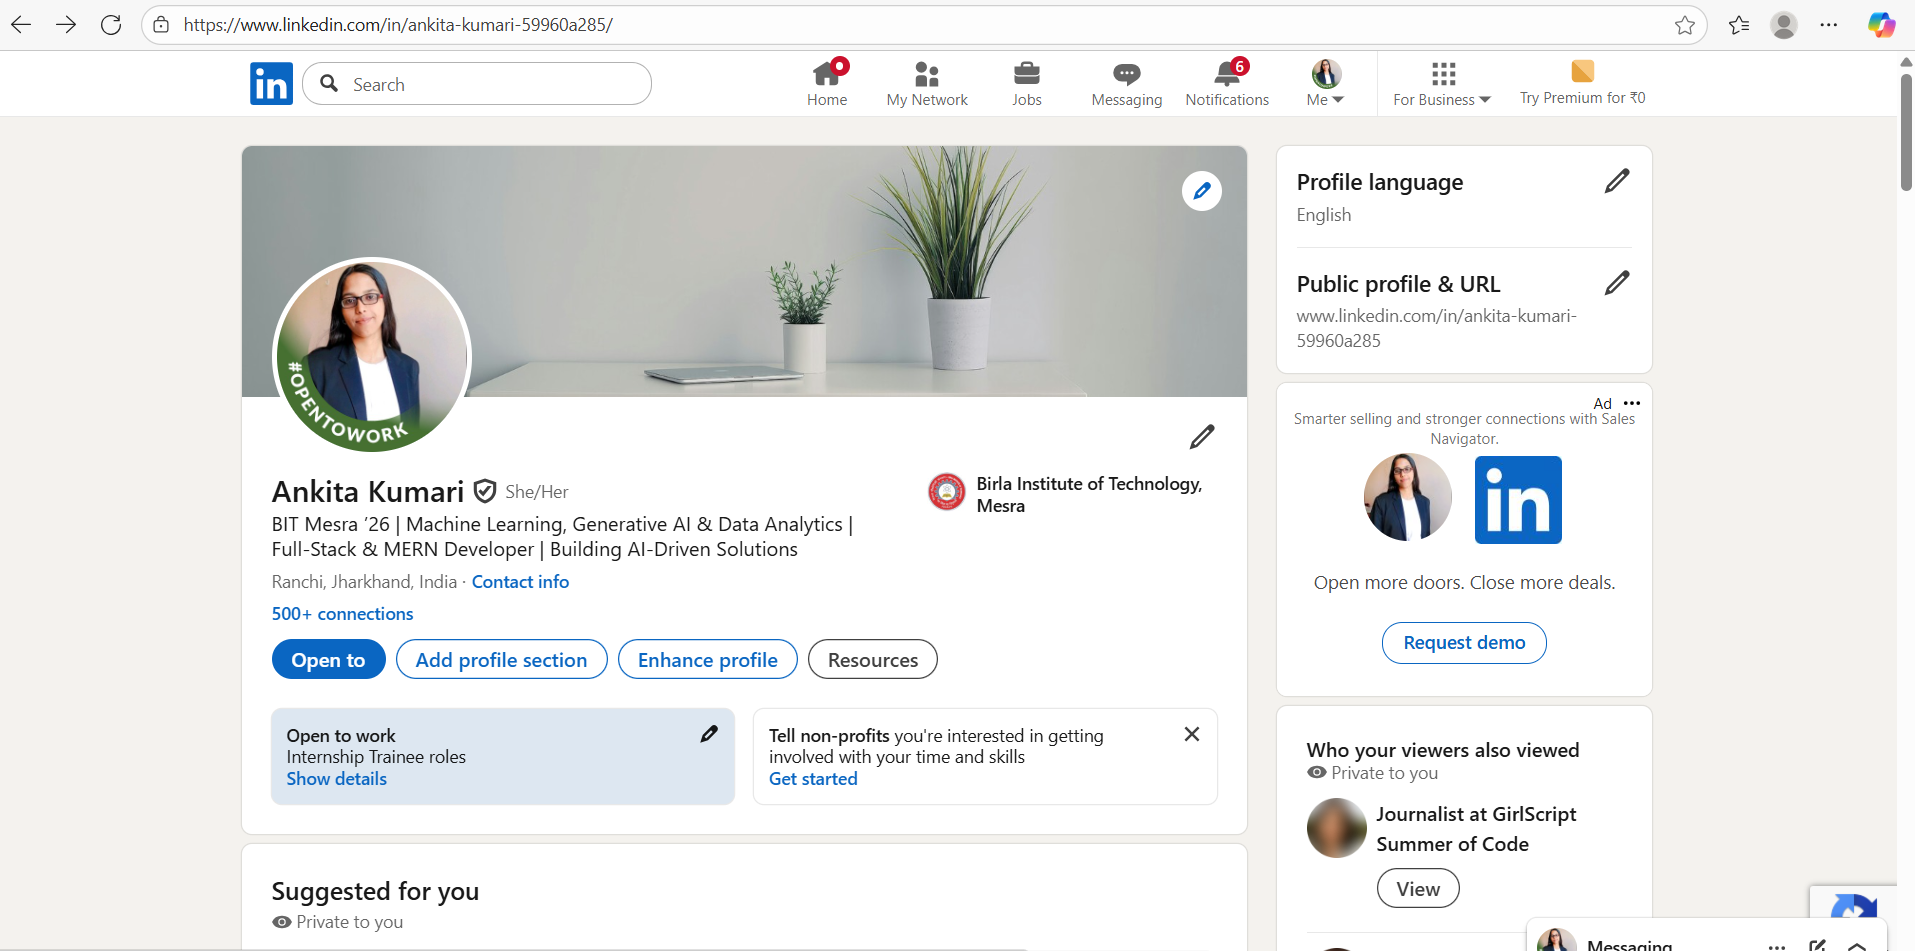 https://www.linkedin.com/in/ankita-kumari-59960a285/
in
Search
Home
My Network
Jobs
Messaging
6
Notifications
Me
For Business
Try Premium for ₹0
#OPENTOWORK
Ankita Kumari She/Her
BIT Mesra ’26 | Machine Learning, Generative AI & Data Analytics |
Full-Stack & MERN Developer | Building AI-Driven Solutions
Ranchi, Jharkhand, India · Contact info
500+ connections
Birla Institute of Technology,
Mesra
Open to
Add profile section
Enhance profile
Resources
Open to work
Internship Trainee roles
Show details
Tell non-profits you're interested in getting
involved with your time and skills
Get started
Suggested for you
Private to you
Profile language
English
Public profile & URL
www.linkedin.com/in/ankita-kumari-
59960a285
Ad
Smarter selling and stronger connections with Sales
Navigator.
in
Open more doors. Close more deals.
Request demo
Who your viewers also viewed
Private to you
Journalist at GirlScript
Summer of Code
View
Messaging